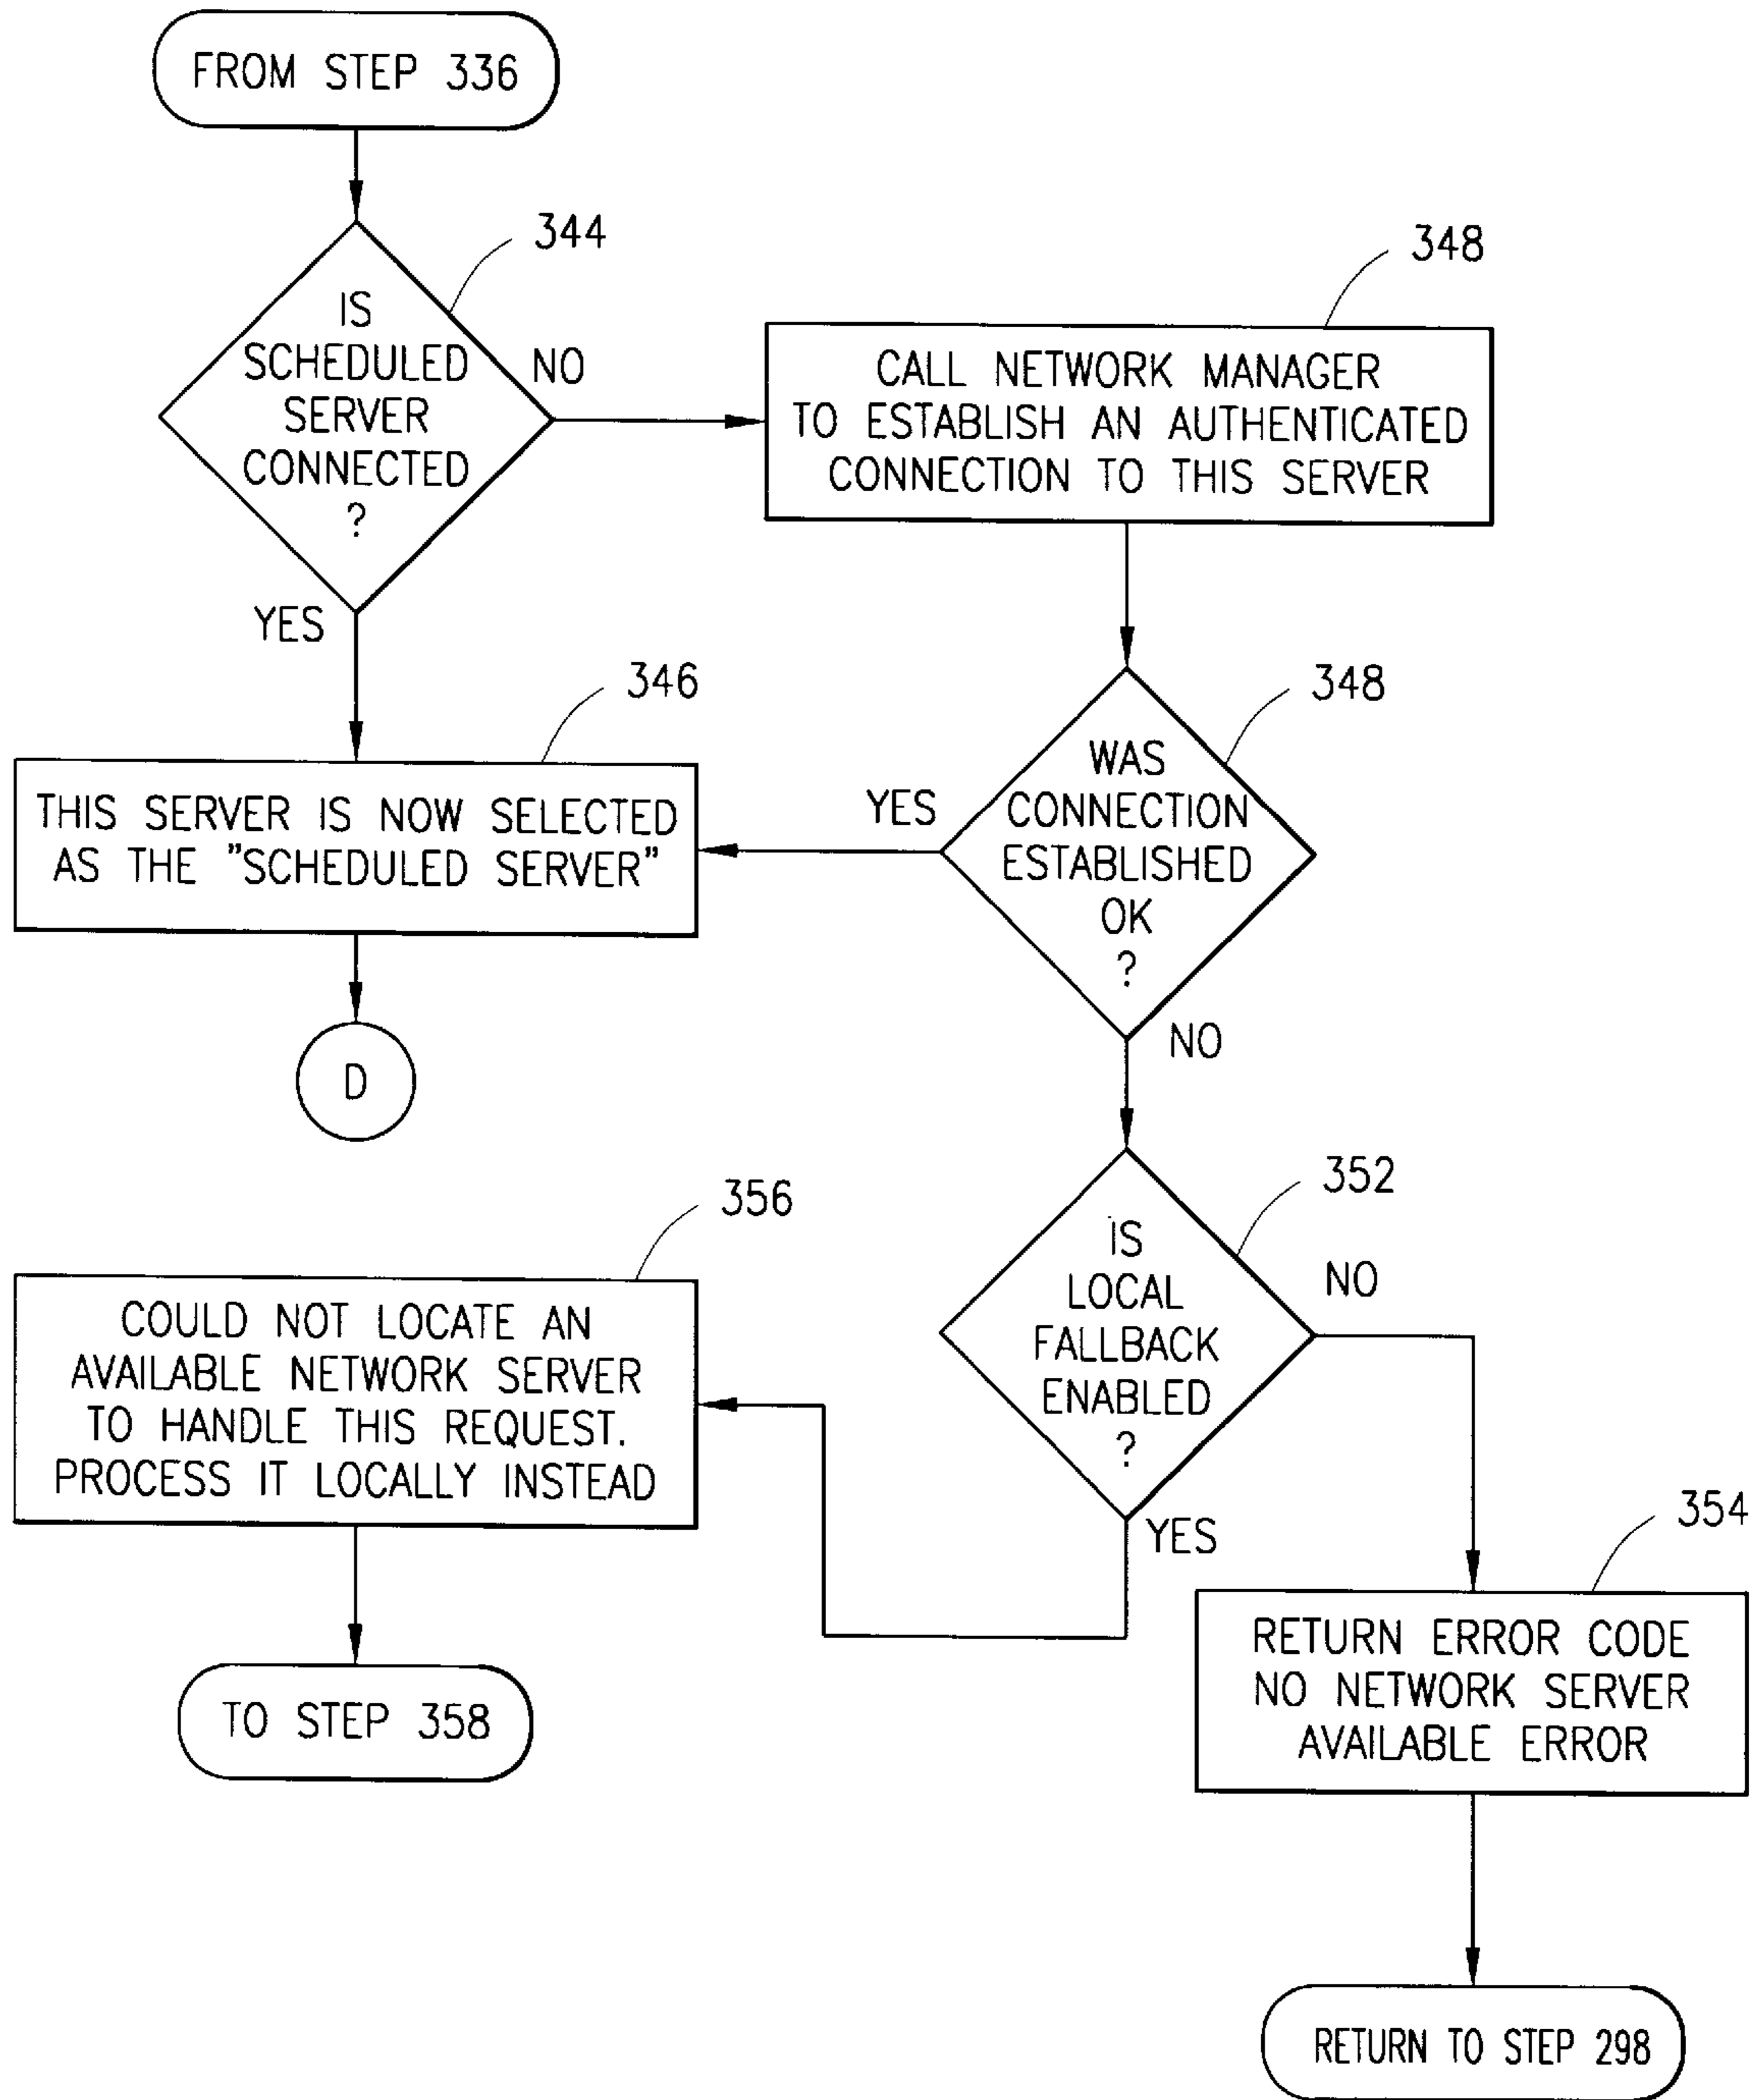 FROM STEP 336
344
IS
SCHEDULED
SERVER
CONNECTED
?
NO
YES
348
CALL NETWORK MANAGER
TO ESTABLISH AN AUTHENTICATED
CONNECTION TO THIS SERVER
346
THIS SERVER IS NOW SELECTED
AS THE "SCHEDULED SERVER"
D
348
WAS
CONNECTION
ESTABLISHED
OK
?
YES
NO
352
IS
LOCAL
FALLBACK
ENABLED
?
NO
YES
356
COULD NOT LOCATE AN
AVAILABLE NETWORK SERVER
TO HANDLE THIS REQUEST.
PROCESS IT LOCALLY INSTEAD
TO STEP 358
354
RETURN ERROR CODE
NO NETWORK SERVER
AVAILABLE ERROR
RETURN TO STEP 298